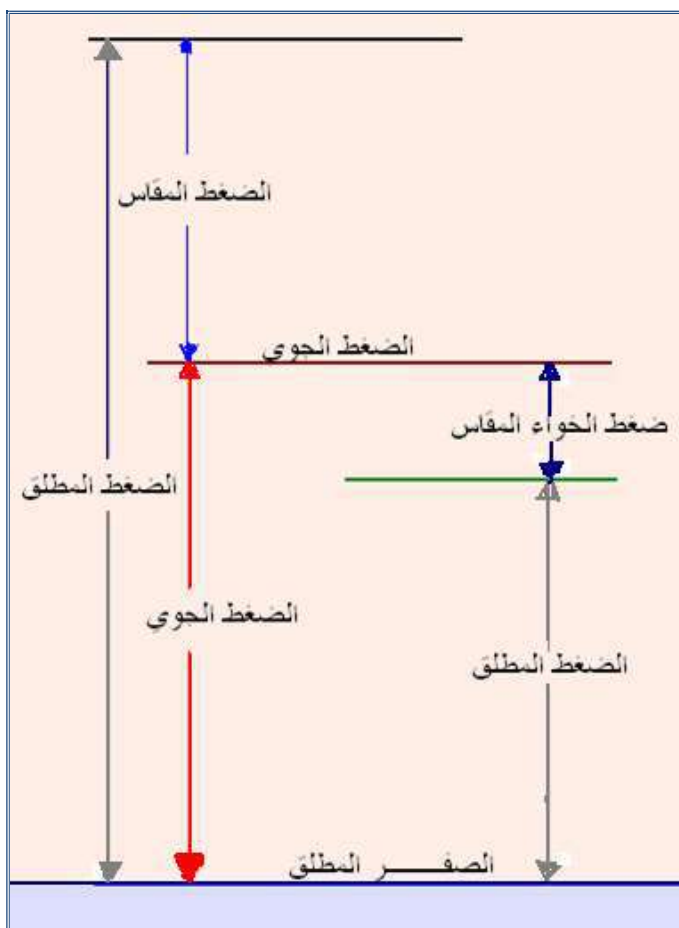 الضغط المقاس
الضغط الجوي
ضغط الخواء المقاس
الضغط المطلق
الضغط الجوي
الضغط المطلق
الصفـــــر المطلق